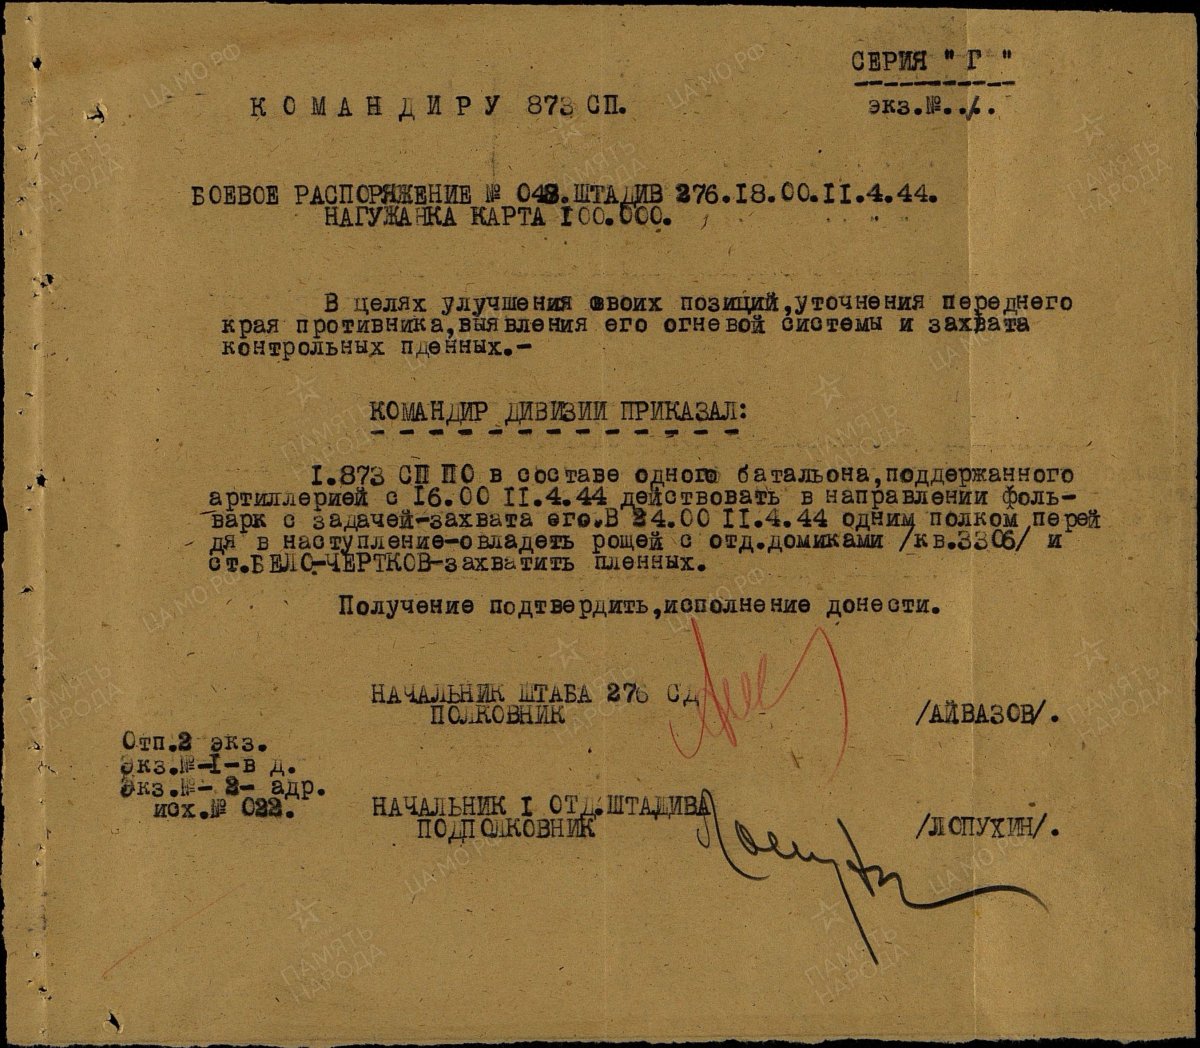 СЕРИЯ "Г"
экз.№..1..
КОМАНДИРУ 873 СП.
БОЕВОЕ РАСПОРЯЖЕНИЕ № 048.ШТАДИВ 276.18.00.11.4.44.
НАГУЖАНКА КАРТА 100.000.
В целях улучшения своих позиций,уточнения переднего
края противника,выявления его огневой системы и захвата
контрольных пленных.-
КОМАНДИР ДИВИЗИИ ПРИКАЗАЛ:
1.873 СП ПО в составе одного батальона,поддержанного
артиллерией с 16.00 11.4.44 действовать в направлении фоль-
варк с задачей-захвата его.В 24.00 11.4.44 одним полком перей
дя в наступление-овладеть рощей с отд.домиками /кв.3306/ и
ст.БЕЛО-ЧЕРТКОВ-захватить пленных.
Получение подтвердить,исполнение донести.
НАЧАЛЬНИК ШТАБА 276 СД
ПОЛКОВНИК /АЙВАЗОВ/.
Отп.2 экз.
Экз.№-1-в д.
Экз.№- 2- адр.
исх.№ 022.
НАЧАЛЬНИК 1 ОТД.ШТАДИВА
ПОДПОЛКОВНИК /ЛОПУХИН/.
ПАМЯТЬ НАРОДА
ЦА МО РФ